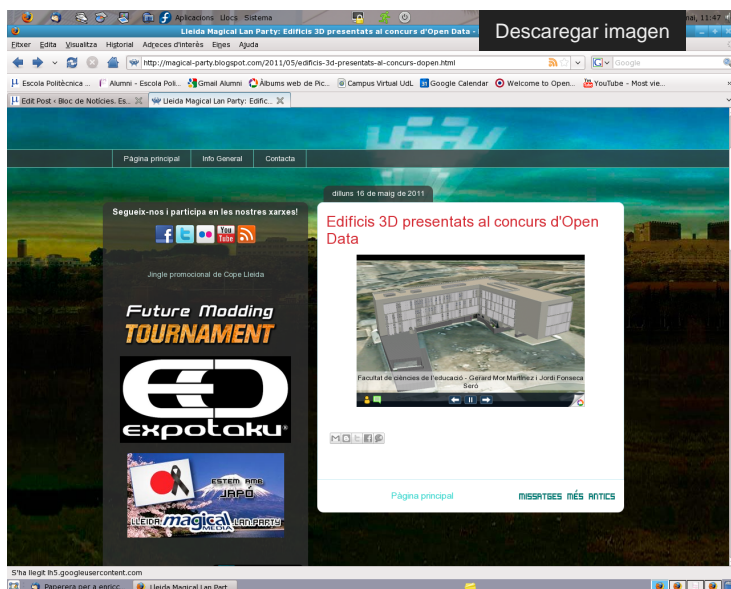 Aplicacions Llocs Sistema
mai, 11:47
Descaregar imagen
Lleida Magical Lan Party: Edificis 3D presentats al concurs d'Open Data -
Fitxer Edita Visualitza Historial Adreces d'interès Eines Ajuda
http://magical-party.blogspot.com/2011/05/edificis-3d-presentats-al-concurs-dopen.html
Google
Escola Politècnica ... Alumni - Escola Poli... Gmail Alumni Àlbums web de Pic... Campus Virtual UdL Google Calendar Welcome to Open... YouTube - Most vie...
Edit Post ‹ Bloc de Notícies. Es... Lleida Magical Lan Party: Edific...
Pàgina principal Info General Contacta
dilluns 16 de maig de 2011
Segueix-nos i participa en les nostres xarxes!
You
Tube
Jingle promocional de Cope Lleida
Future Modding
TOURNAMENT
expotaku
ESTEM AMB
JAPÓ
LLEIDA magical LAN PARTY
MEDIA
Edificis 3D presentats al concurs d'Open
Data
Facultat de ciències de l'educació - Gerard Mor Martínez i Jordi Fonseca
Seró
Pàgina principal
MISSATGES MÉS ANTICS
S'ha llegit lh5.googleusercontent.com
Paperera per a enricc Lleida Magical Lan Part